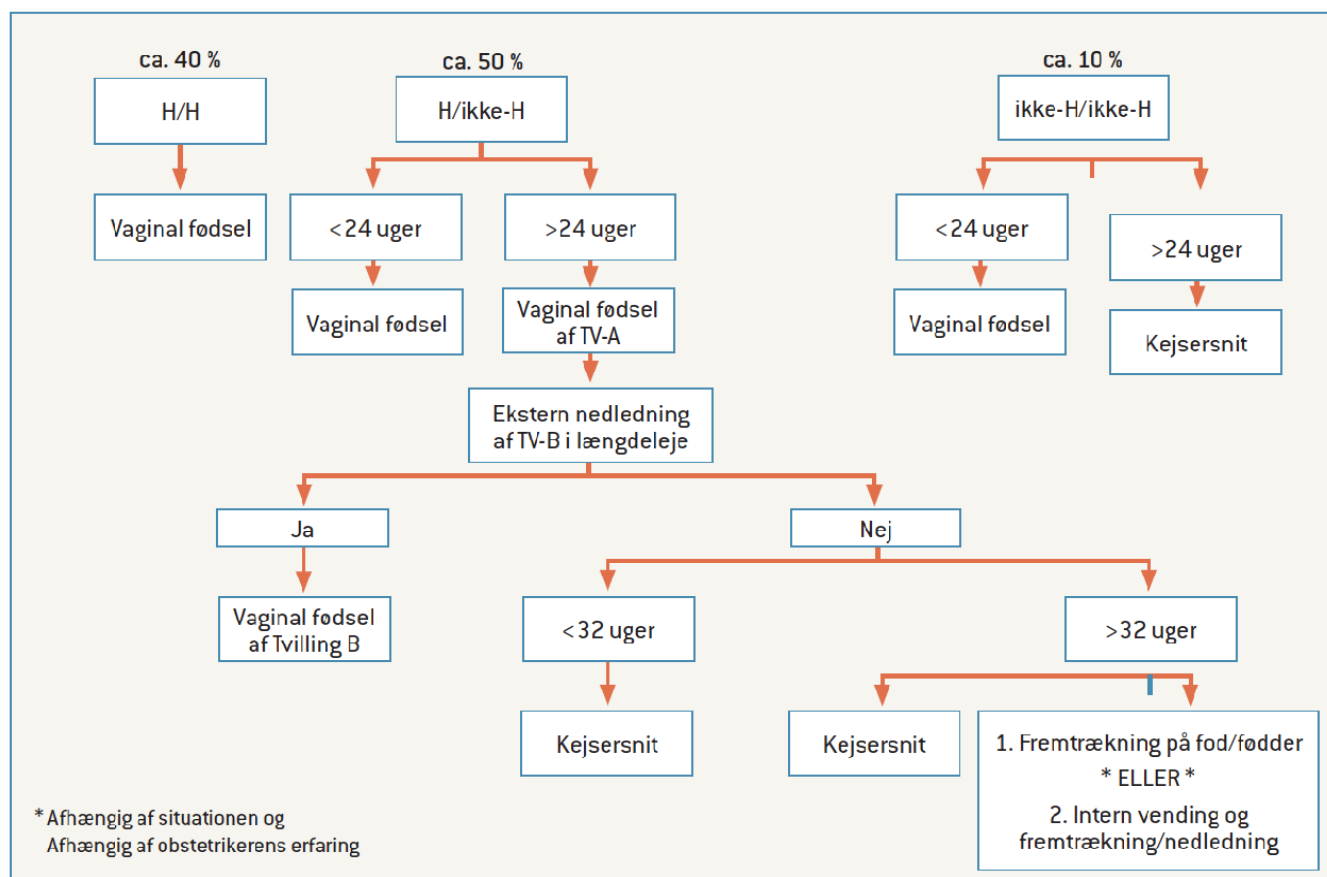 ca. 40 %
ca. 50 %
ca. 10 %
H/H
H/ikke-H
ikke-H/ikke-H
Vaginal fødsel
<24 uger
>24 uger
<24 uger
>24 uger
Vaginal fødsel
Vaginal fødsel
af TV-A
Vaginal fødsel
Kejsersnit
Ekstern nedledning
af TV-B i længdeleje
Ja
Nej
Vaginal fødsel
af Tvilling B
<32 uger
>32 uger
Kejsersnit
Kejsersnit
1. Fremtrækning på fod/fødder
* ELLER *
2. Intern vending og
fremtrækning/nedledning
* Afhængig af situationen og
Afhængig af obstetrikerens erfaring